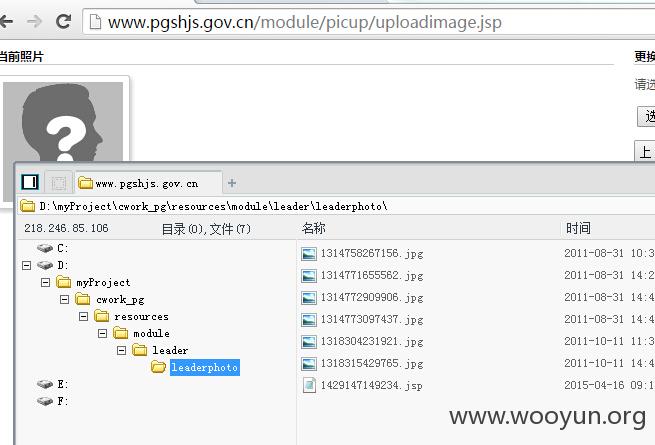 www.pgshjs.gov.cn/module/picup/uploadimage.jsp
当前照片
更换
请选
选
上
www.pgshjs.gov.cn
D:\myProject\cwork_pg\resources\module\leader\leaderphoto\
218.246.85.106 目录(0),文件(7) 名称 时间
C:
D:
myProject
cwork_pg
resources
module
leader
leaderphoto
E:
F:
1314758267156.jpg 2011-08-31 10:3
1314771655562.jpg 2011-08-31 14:2
1314772909906.jpg 2011-08-31 14:4
1314773097437.jpg 2011-08-31 14:4
1318304231921.jpg 2011-10-11 11:3
1318315429765.jpg 2011-10-11 14:4
1429147149234.jsp 2015-04-16 09:1
www.wooyun.org